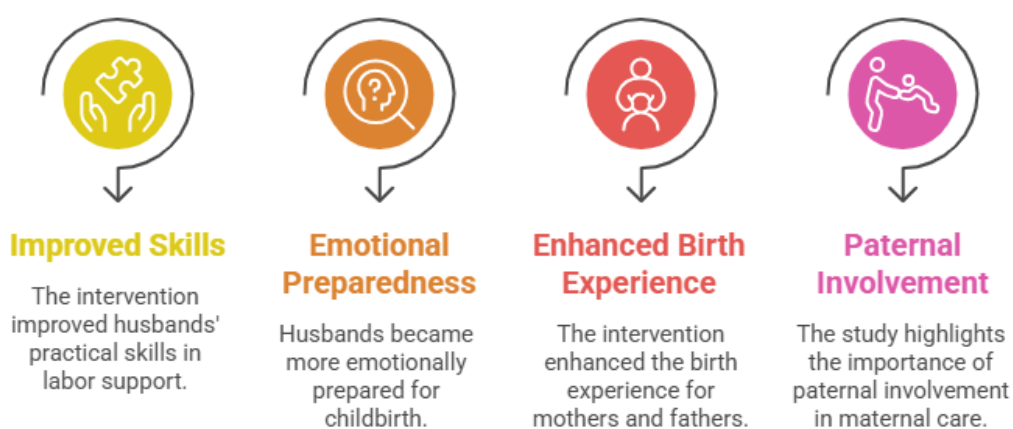 Improved Skills
The intervention
improved husbands'
practical skills in
labor support.
Emotional
Preparedness
Husbands became
more emotionally
prepared for
childbirth.
Enhanced Birth
Experience
The intervention
enhanced the birth
experience for
mothers and fathers.
Paternal
Involvement
The study highlights
the importance of
paternal involvement
in maternal care.